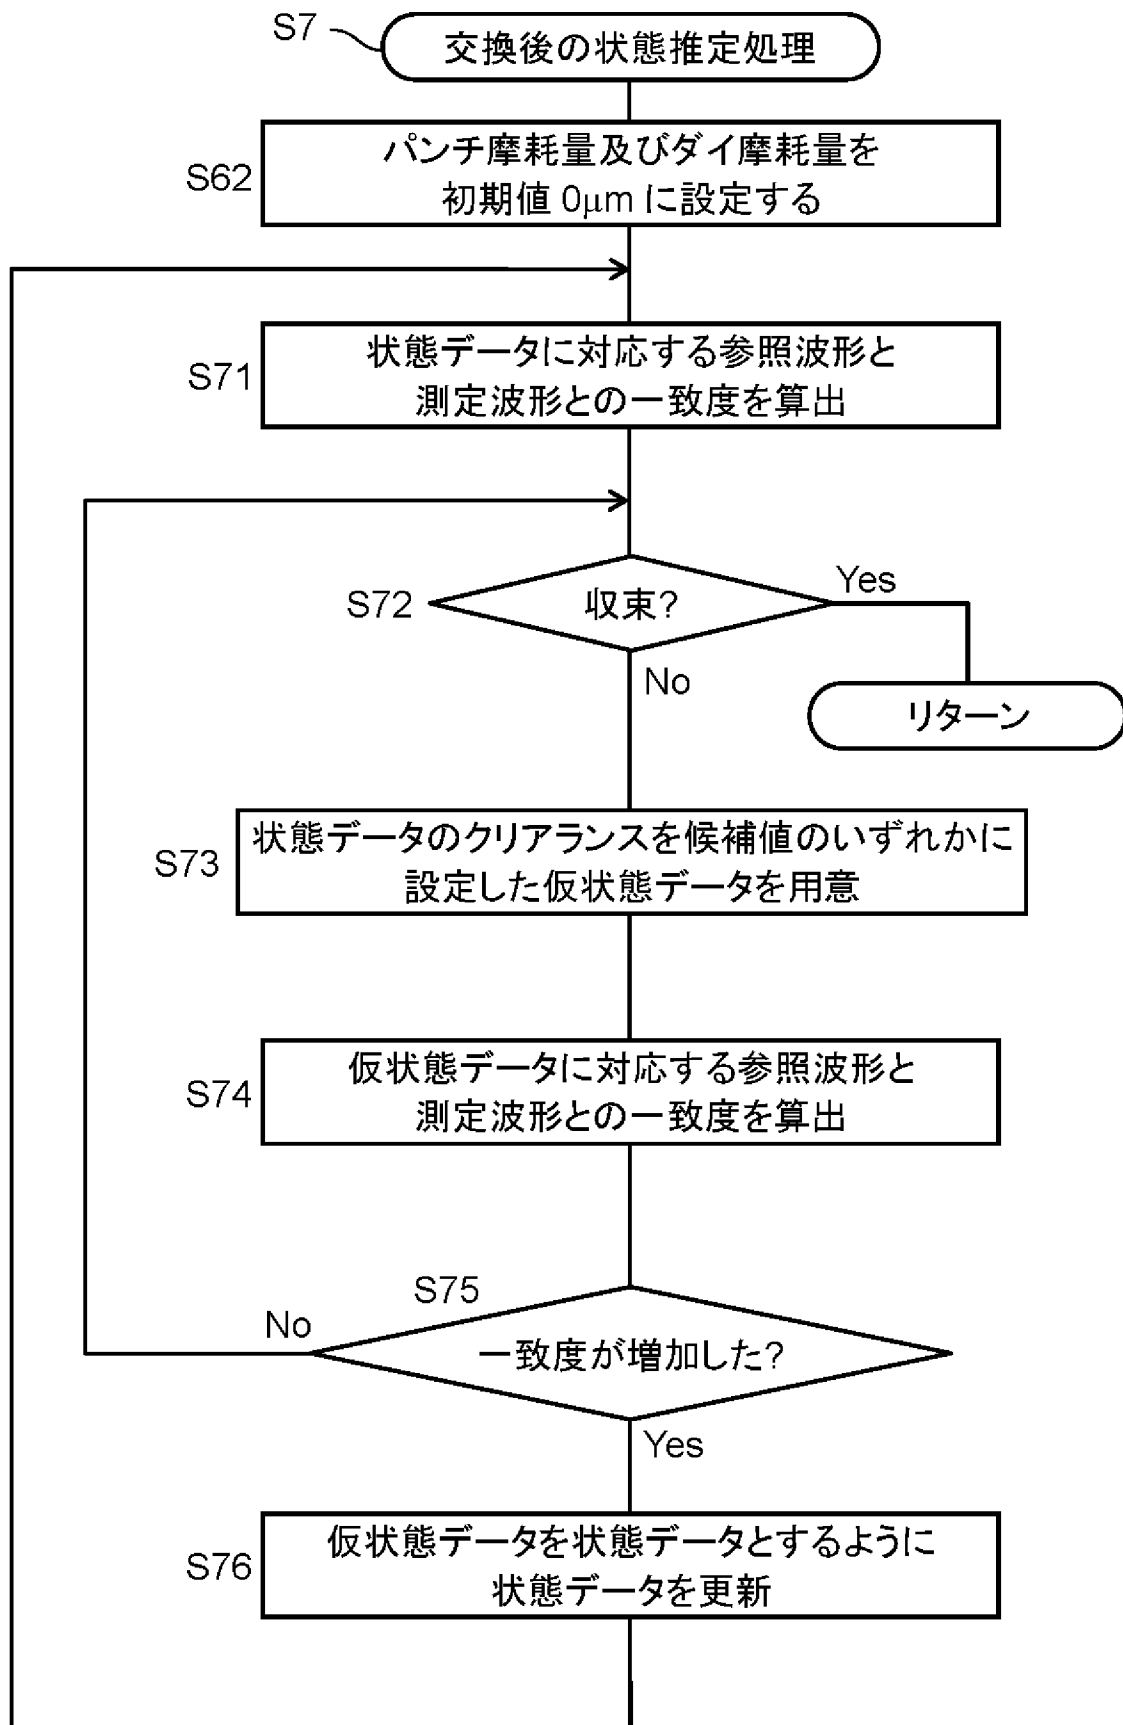 S7
交換後の状態推定処理
S62
パンチ摩耗量及びダイ摩耗量を
初期値 0μm に設定する
S71
状態データに対応する参照波形と
測定波形との一致度を算出
S72
収束?
Yes
No
リターン
S73
状態データのクリアランスを候補値のいずれかに
設定した仮状態データを用意
S74
仮状態データに対応する参照波形と
測定波形との一致度を算出
S75
No
一致度が増加した?
Yes
S76
仮状態データを状態データとするように
状態データを更新